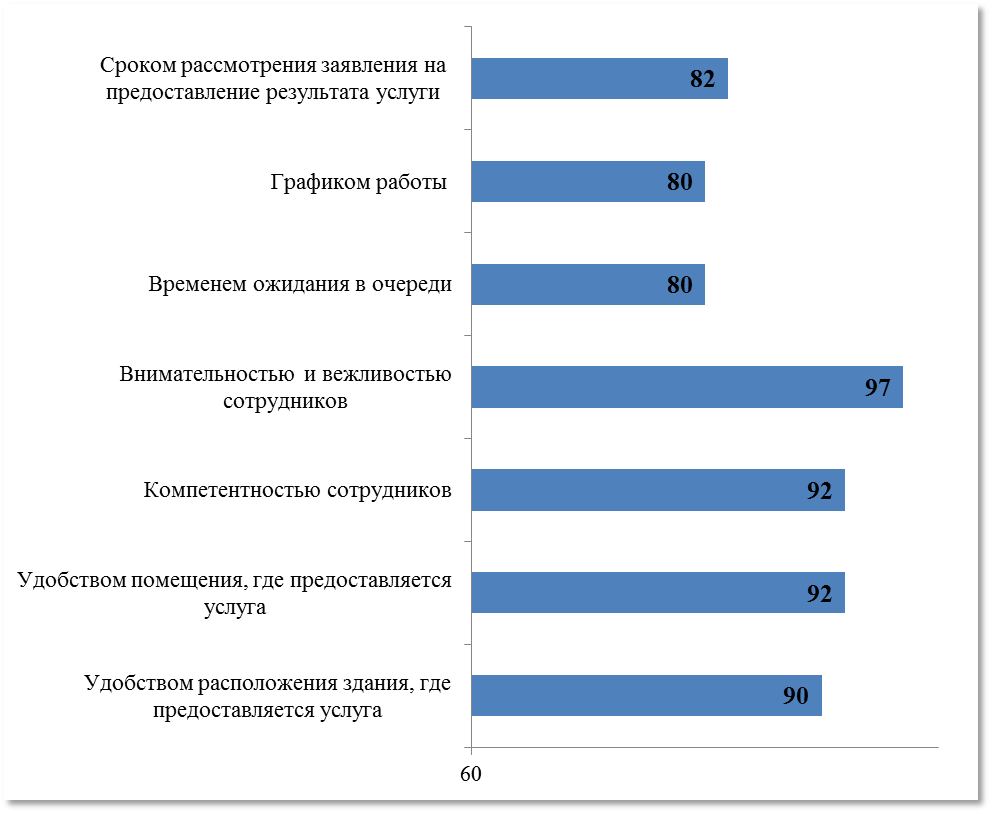 Сроком рассмотрения заявления на
предоставление результата услуги
82
Графиком работы
80
Временем ожидания в очереди
80
Внимательностью и вежливостью
сотрудников
97
Компетентностью сотрудников
92
Удобством помещения, где предоставляется
услуга
92
Удобством расположения здания, где
предоставляется услуга
90
60